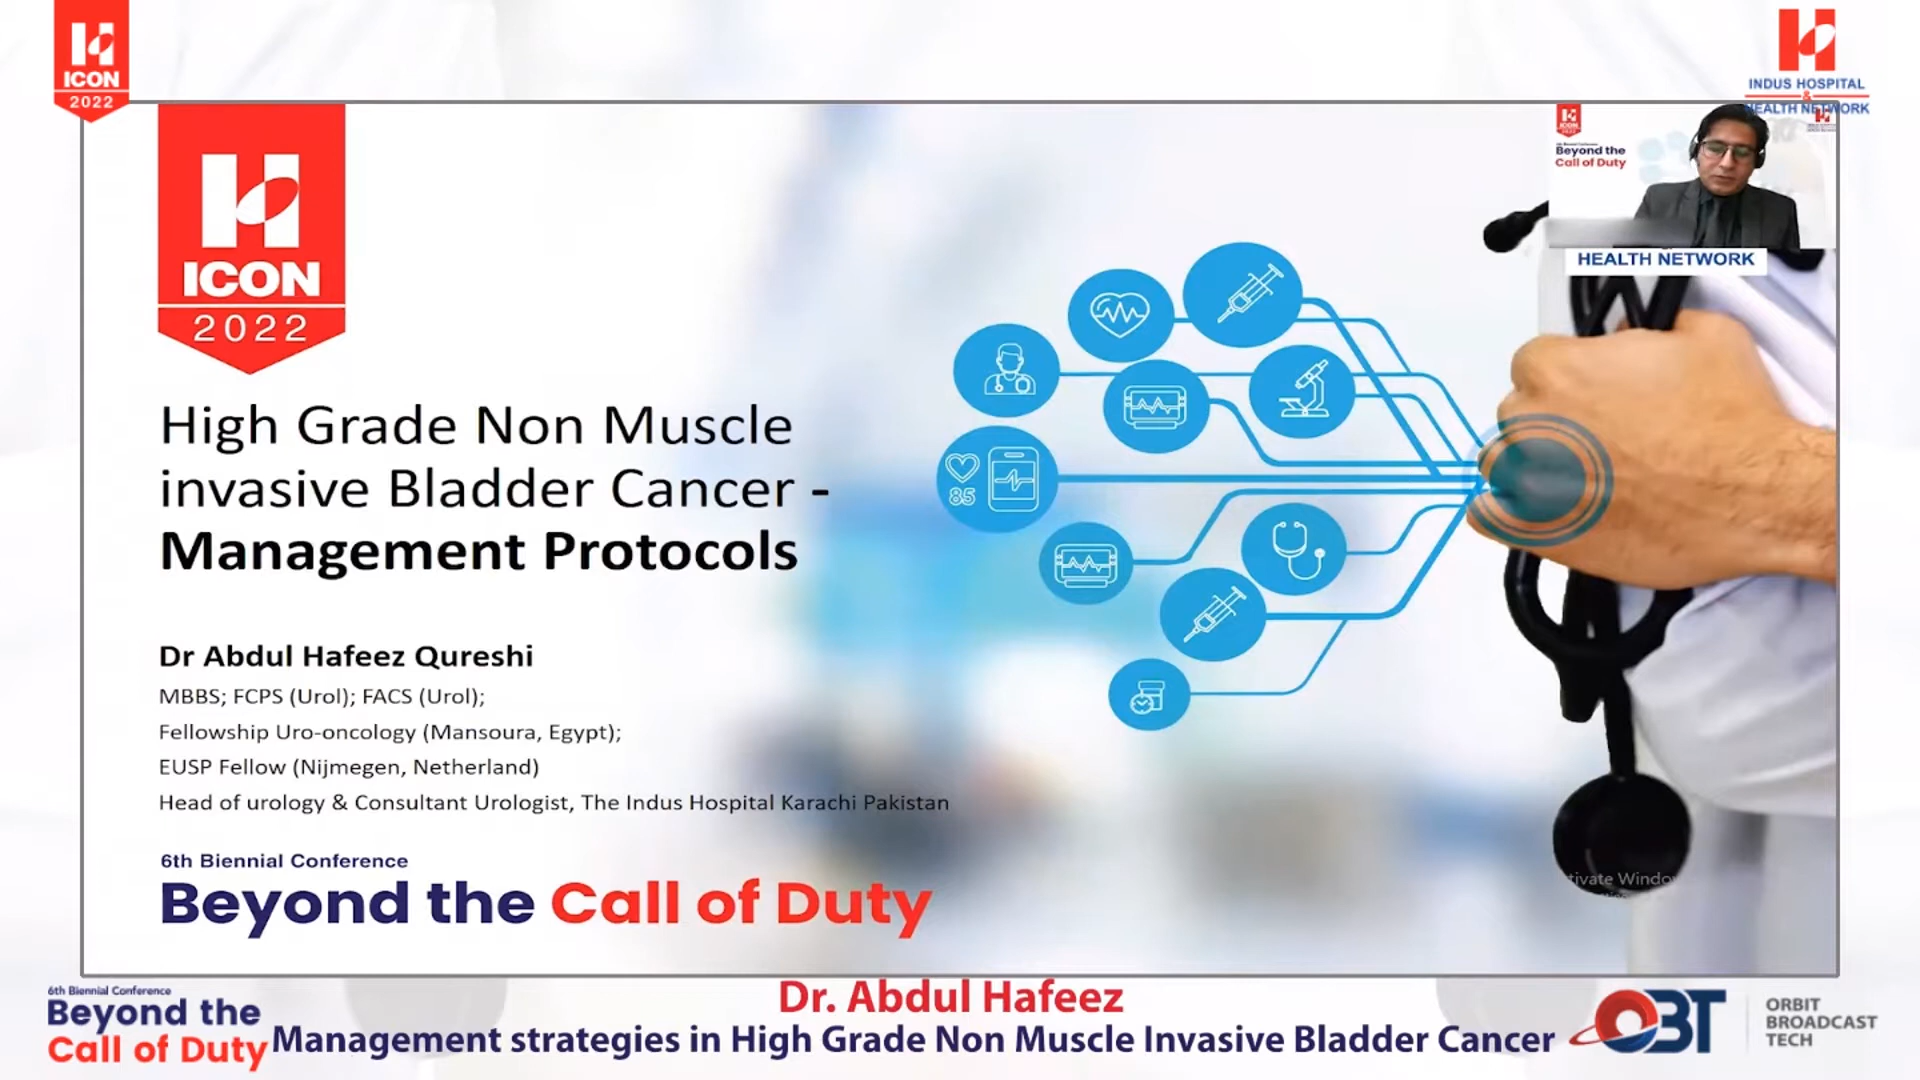 ICON
2022
INDUS HOSPITAL
&
HEALTH NETWORK
ICON
2022
Beyond the
Call of Duty
HEALTH NETWORK
High Grade Non Muscle
invasive Bladder Cancer -
Management Protocols
85
Dr Abdul Hafeez Qureshi
MBBS; FCPS (Urol); FACS (Urol);
Fellowship Uro-oncology (Mansoura, Egypt);
EUSP Fellow (Nijmegen, Netherland)
Head of urology & Consultant Urologist, The Indus Hospital Karachi Pakistan
6th Biennial Conference
Beyond the Call of Duty
tivate Windo
6th Biennial Conference
Beyond the
Call of Duty
Dr. Abdul Hafeez
Management strategies in High Grade Non Muscle Invasive Bladder Cancer
OBT
ORBIT
BROADCAST
TECH